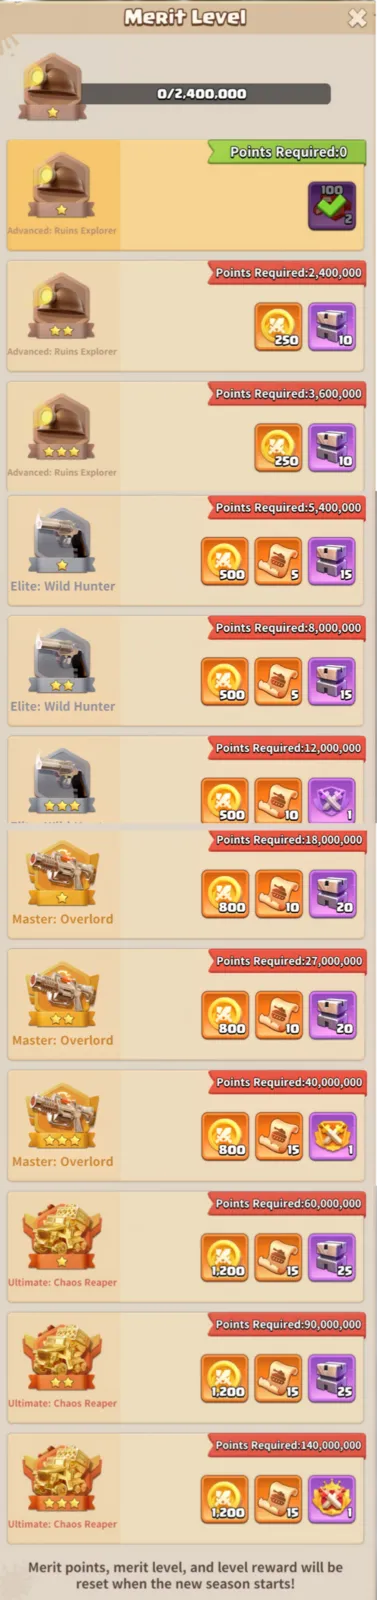 Merit Level
0/2,400,000
Points Required:0
100
2
Advanced: Ruins Explorer
Points Required:2,400,000
250
10
Advanced: Ruins Explorer
Points Required:3,600,000
250
10
Advanced: Ruins Explorer
Points Required:5,400,000
500
5
15
Elite: Wild Hunter
Points Required:8,000,000
500
5
15
Elite: Wild Hunter
Points Required:12,000,000
500
10
1
Points Required:18,000,000
800
10
20
Master: Overlord
Points Required:27,000,000
800
10
20
Master: Overlord
Points Required:40,000,000
800
15
1
Master: Overlord
Points Required:60,000,000
1,200
15
25
Ultimate: Chaos Reaper
Points Required:90,000,000
1,200
15
25
Ultimate: Chaos Reaper
Points Required:140,000,000
1,200
15
1
Ultimate: Chaos Reaper
Merit points, merit level, and level reward will be
reset when the new season starts!